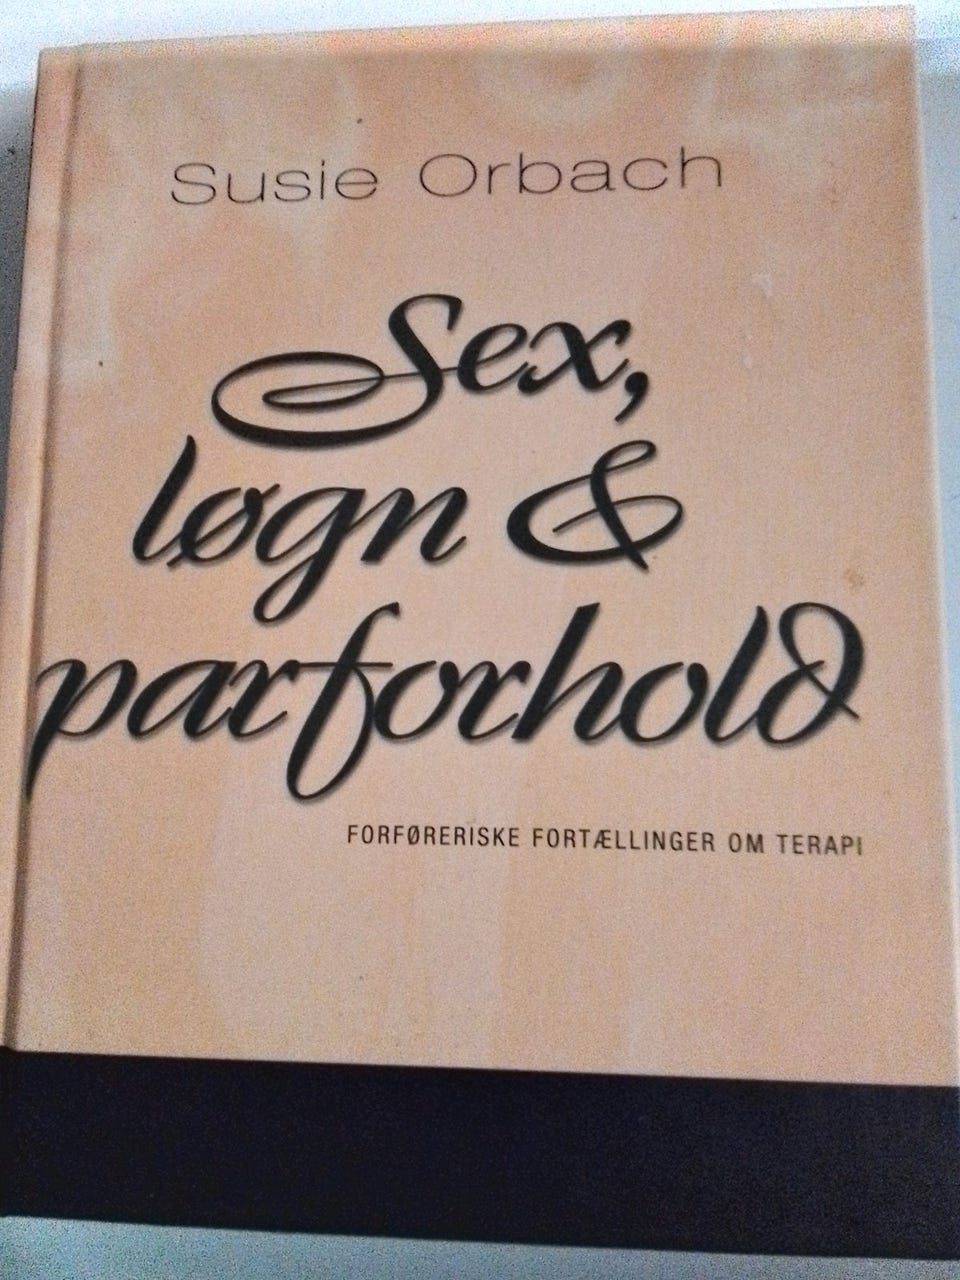 Susie Orbach
Sex,
løgn &
parforhold
FORFØRERISKE FORTÆLLINGER OM TERAPI